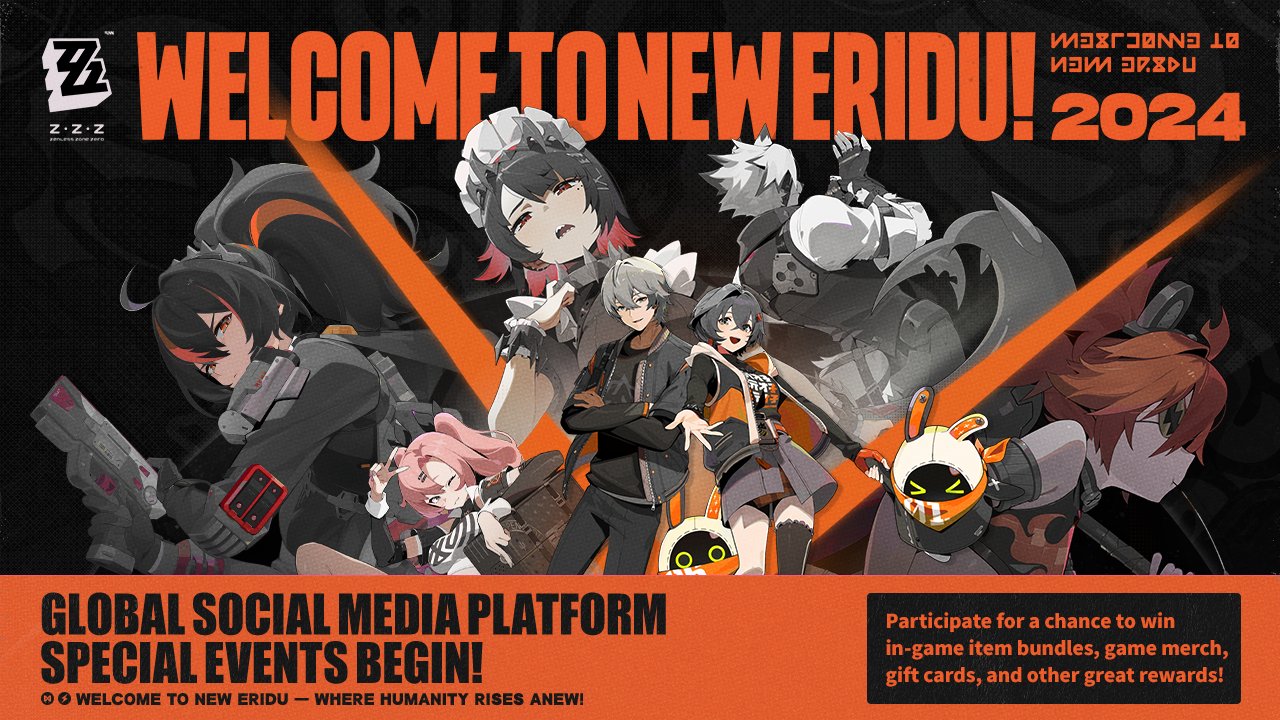 Z·Z·Z
ZENLESS ZONE ZERO
WELCOME TO NEW ERIDU!
2024
GLOBAL SOCIAL MEDIA PLATFORM
SPECIAL EVENTS BEGIN!
WELCOME TO NEW ERIDU — WHERE HUMANITY RISES ANEW!
Participate for a chance to win
in-game item bundles, game merch,
gift cards, and other great rewards!